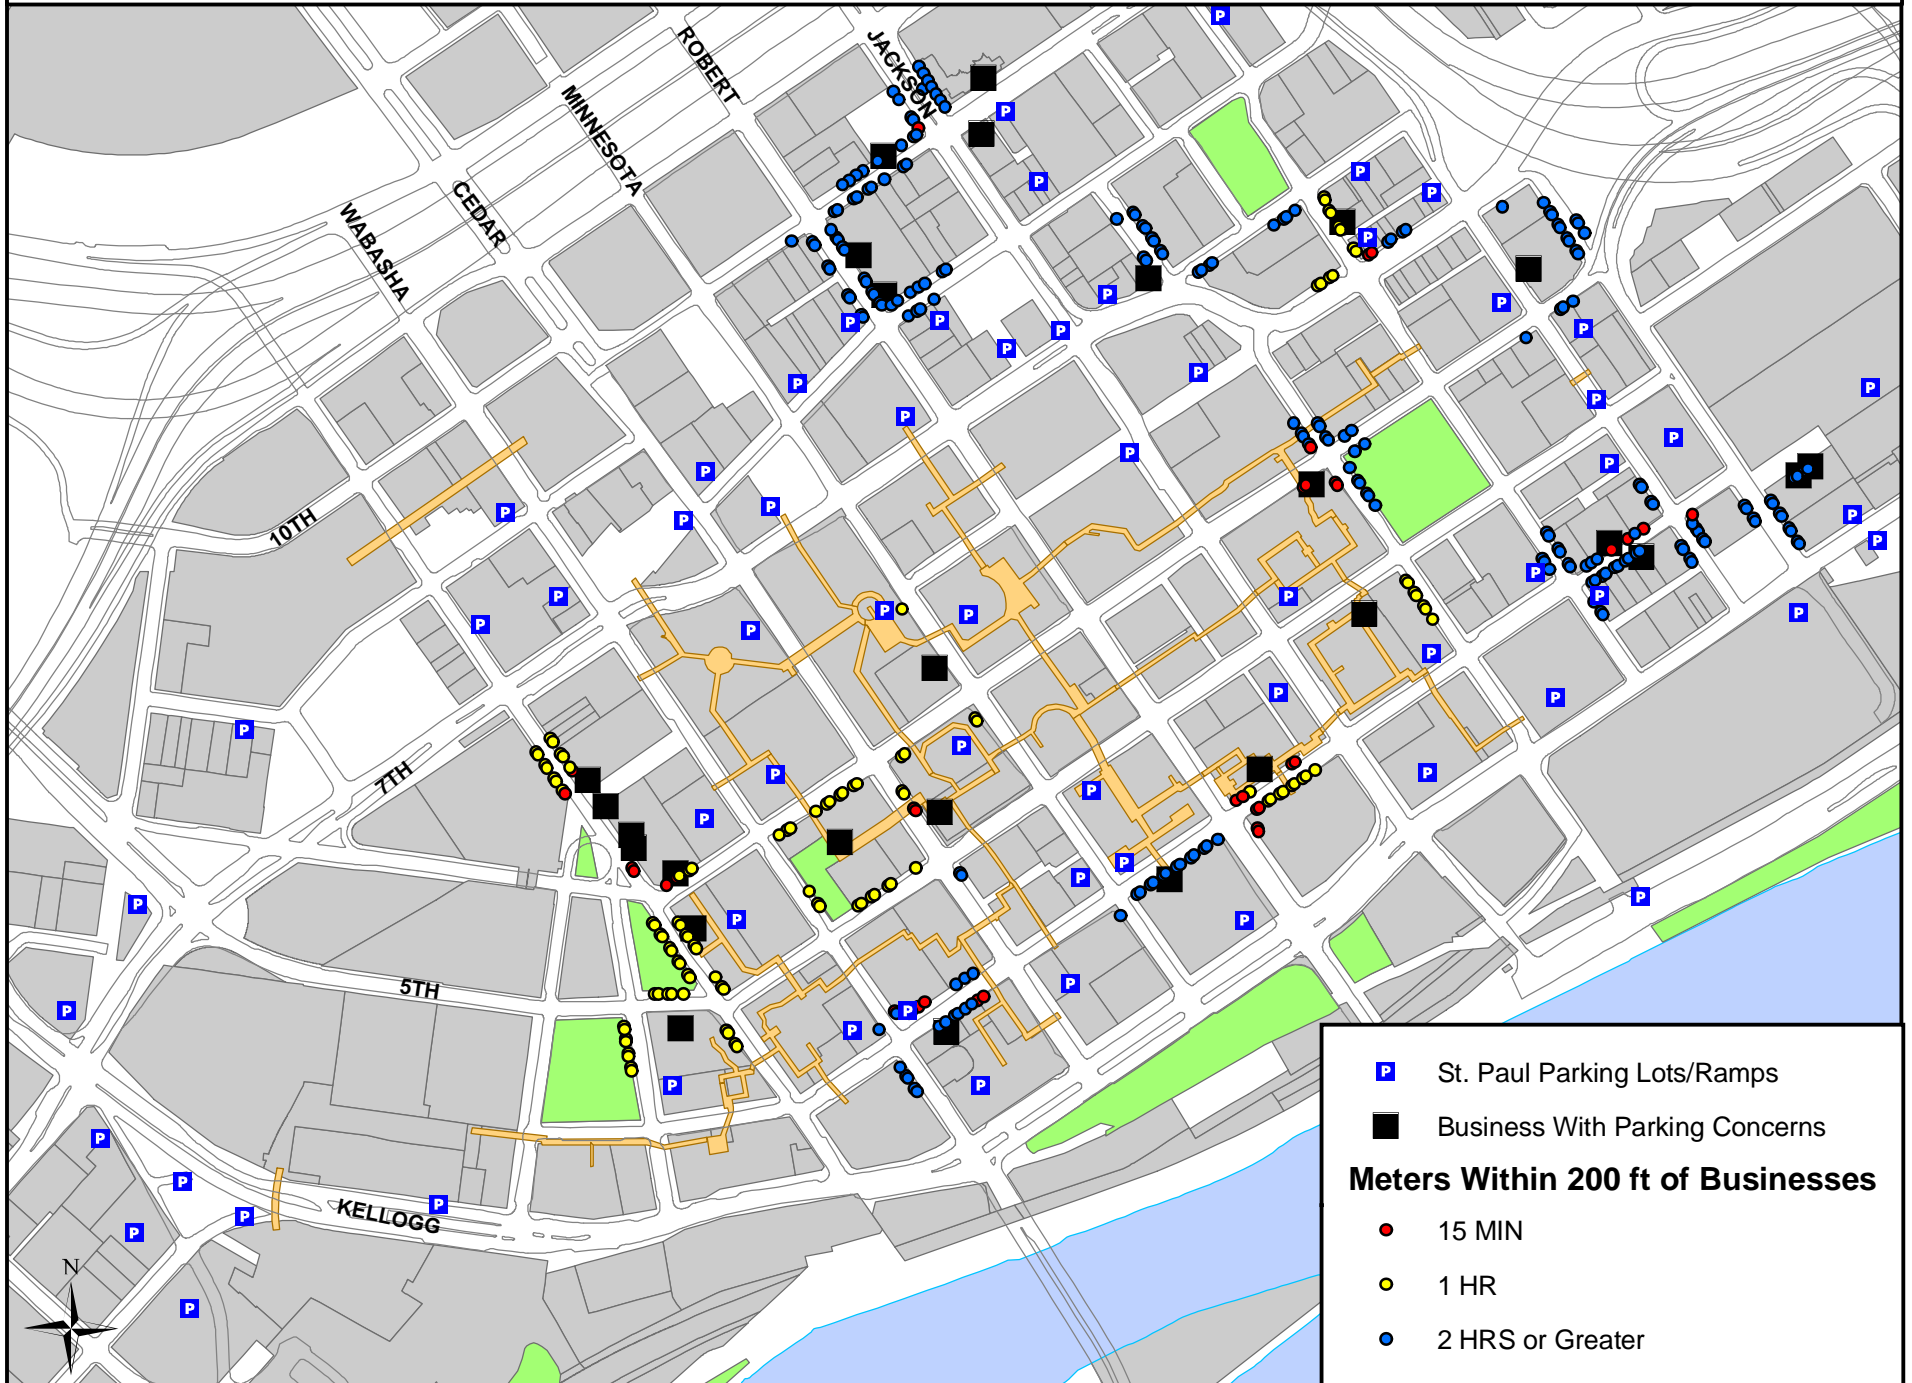 JACKSON
ROBERT
MINNESOTA
CEDAR
WABASHA
10TH
7TH
5TH
KELLOGG
N
P St. Paul Parking Lots/Ramps
Business With Parking Concerns
Meters Within 200 ft of Businesses
15 MIN
1 HR
2 HRS or Greater